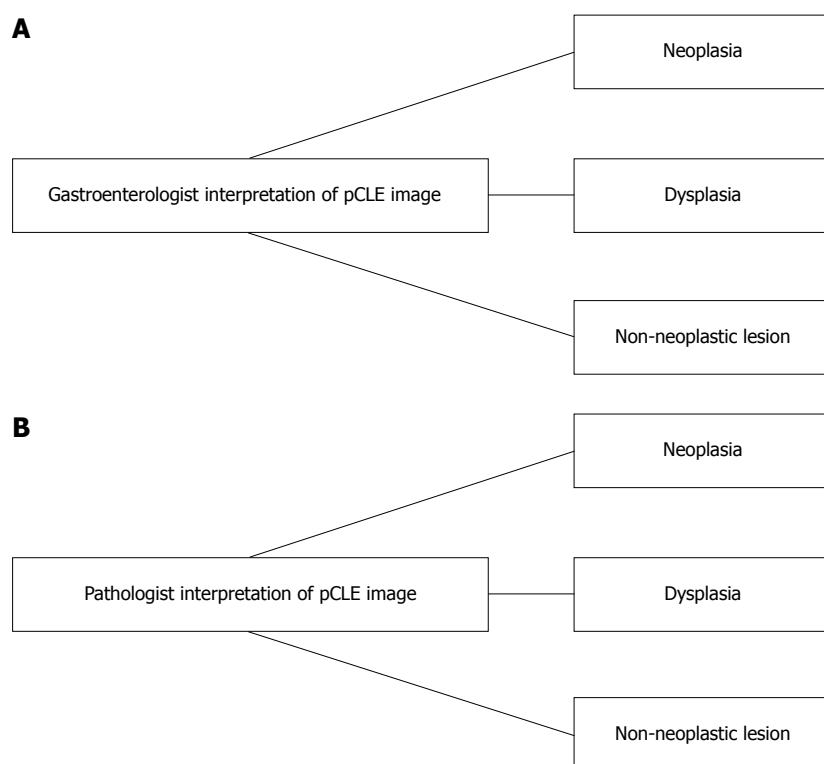 A
Neoplasia
Gastroenterologist interpretation of pCLE image
Dysplasia
Non-neoplastic lesion
B
Neoplasia
Pathologist interpretation of pCLE image
Dysplasia
Non-neoplastic lesion